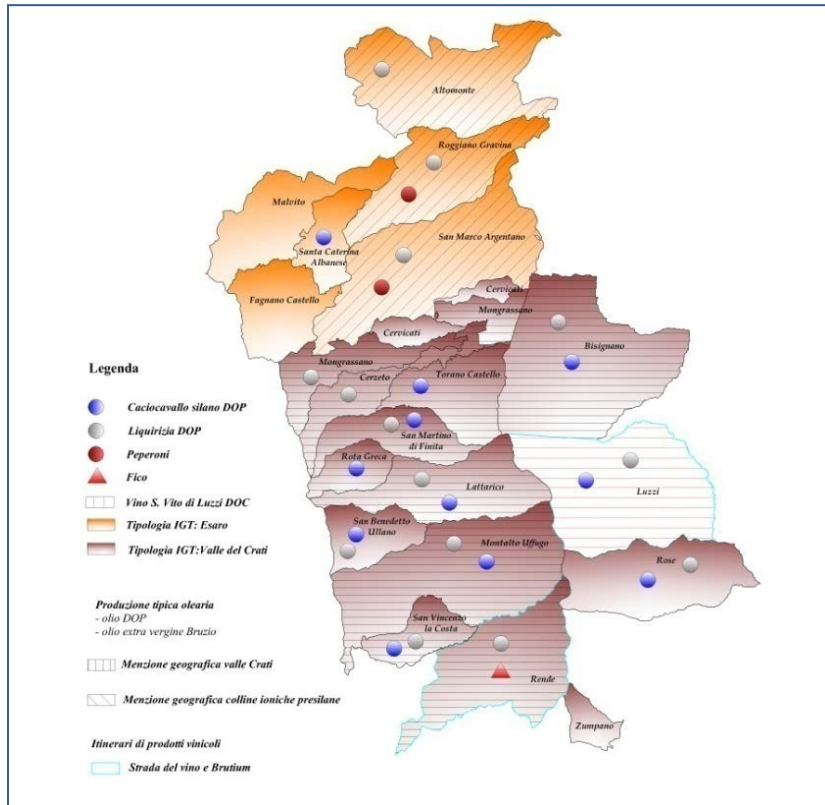 Altomonte
Roggiano Gravina
Malvito
San Marco Argentano
Santa Caterina
Albanese
Fagnano Castello
Cervicati
Mongrassano
Cervicati
Bisignano
Mongrassano
Cerzeto
Torano Castello
San Martino
di Finita
Rota Greca
Lattarico
Luzzi
San Benedetto
Ullano
Montalto Uffugo
Rose
San Vincenzo
la Costa
Rende
Zumpano
Legenda
Caciocavallo silano DOP
Liquirizia DOP
Peperoni
Fico
Vino S. Vito di Luzzi DOC
Tipologia IGT: Esaro
Tipologia IGT:Valle del Crati
Produzione tipica olearia
- olio DOP
- olio extra vergine Bruzio
Menzione geografica valle Crati
Menzione geografica colline ioniche presilane
Itinerari di prodotti vinicoli
Strada del vino e Brutium